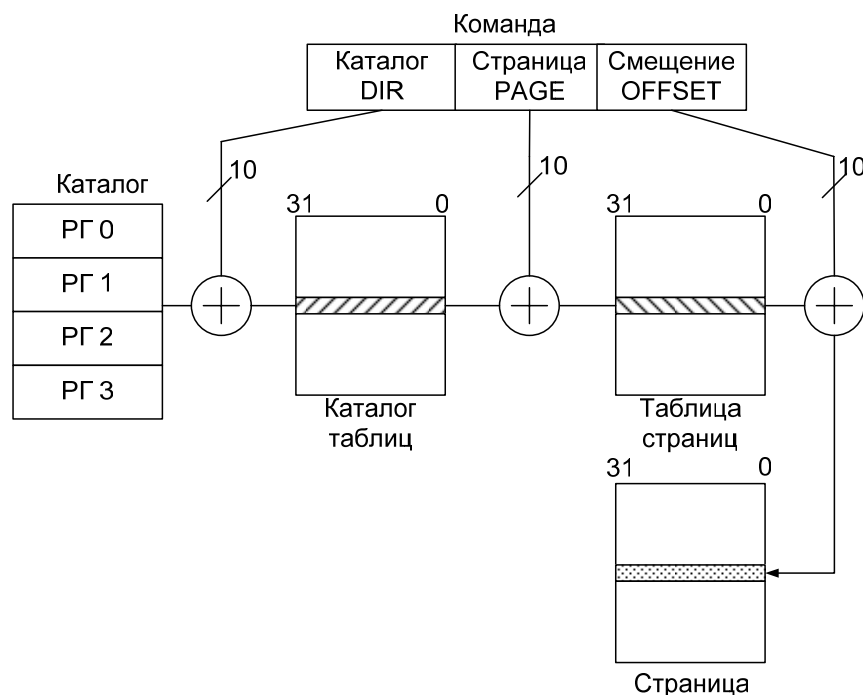 Команда
Каталог
DIR
Страница
PAGE
Смещение
OFFSET
10
10
10
Каталог
РГ 0
РГ 1
РГ 2
РГ 3
31 0
31 0
Каталог
таблиц
Таблица
страниц
31 0
Страница